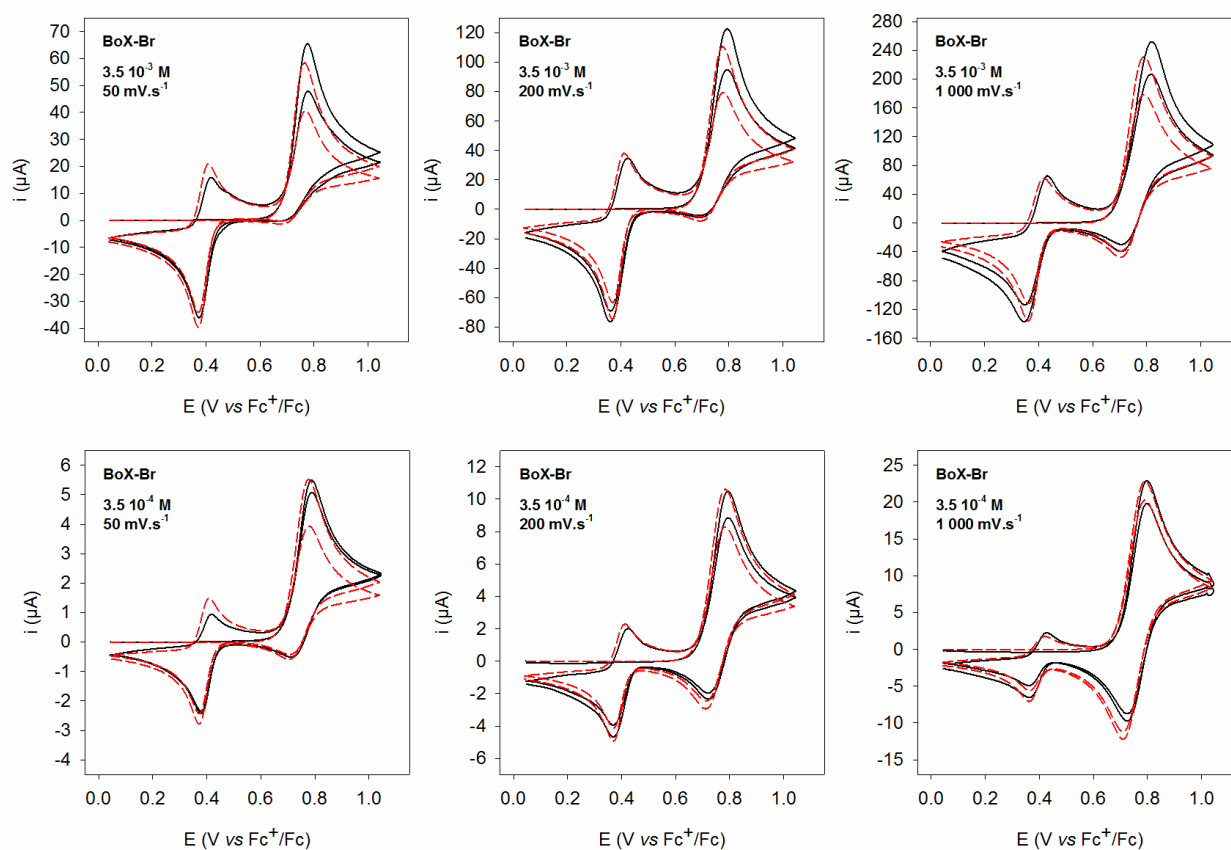 BoX-Br
3.5 10⁻³ M
50 mV.s⁻¹
i (µA)
70
60
50
40
30
20
10
0
-10
-20
-30
-40
0.0 0.2 0.4 0.6 0.8 1.0
E (V vs Fc⁺/Fc)
BoX-Br
3.5 10⁻³ M
200 mV.s⁻¹
i (µA)
120
100
80
60
40
20
0
-20
-40
-60
-80
0.0 0.2 0.4 0.6 0.8 1.0
E (V vs Fc⁺/Fc)
BoX-Br
3.5 10⁻³ M
1 000 mV.s⁻¹
i (µA)
280
240
200
160
120
80
40
0
-40
-80
-120
-160
0.0 0.2 0.4 0.6 0.8 1.0
E (V vs Fc⁺/Fc)
BoX-Br
3.5 10⁻⁴ M
50 mV.s⁻¹
i (µA)
6
5
4
3
2
1
0
-1
-2
-3
-4
0.0 0.2 0.4 0.6 0.8 1.0
E (V vs Fc⁺/Fc)
BoX-Br
3.5 10⁻⁴ M
200 mV.s⁻¹
i (µA)
12
10
8
6
4
2
0
-2
-4
-6
0.0 0.2 0.4 0.6 0.8 1.0
E (V vs Fc⁺/Fc)
BoX-Br
3.5 10⁻⁴ M
1 000 mV.s⁻¹
i (µA)
25
20
15
10
5
0
-5
-10
-15
0.0 0.2 0.4 0.6 0.8 1.0
E (V vs Fc⁺/Fc)